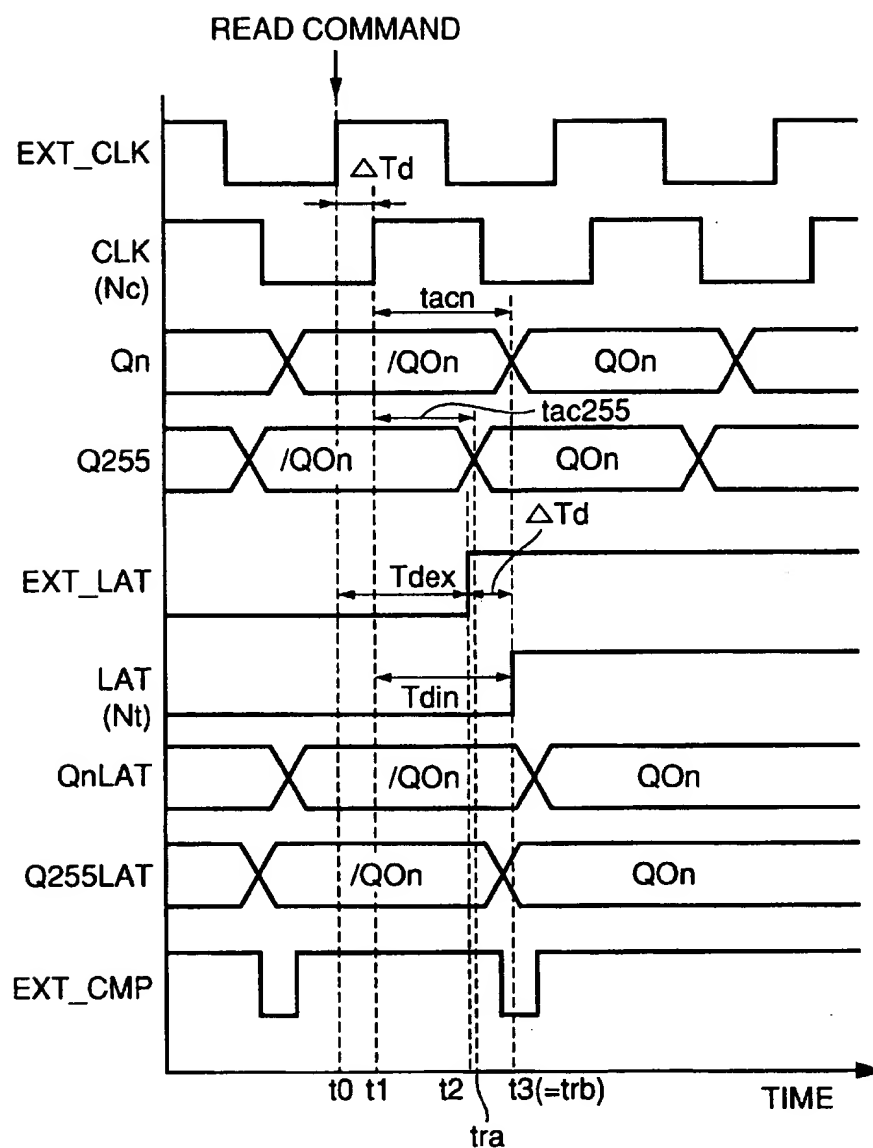 READ COMMAND
EXT_CLK
△Td
CLK
(Nc)
tacn
Qn
/QOn
QOn
tac255
Q255
/QOn
QOn
△Td
EXT_LAT
Tdex
LAT
(Nt)
Tdin
QnLAT
/QOn
QOn
Q255LAT
/QOn
QOn
EXT_CMP
t0
t1
t2
t3(=trb)
TIME
tra